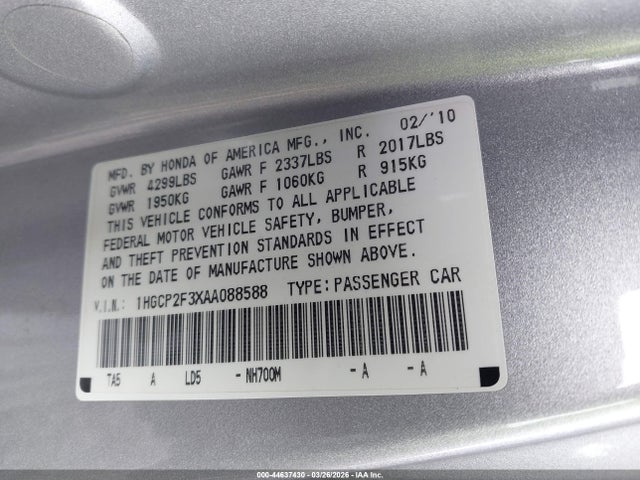 MFD. BY HONDA OF AMERICA MFG., INC. 02/'10
GVWR 4299LBS GAWR F 2337LBS R 2017LBS
GVWR 1950KG GAWR F 1060KG R 915KG
THIS VEHICLE CONFORMS TO ALL APPLICABLE
FEDERAL MOTOR VEHICLE SAFETY, BUMPER,
AND THEFT PREVENTION STANDARDS IN EFFECT
ON THE DATE OF MANUFACTURE SHOWN ABOVE.
V.I.N.: 1HGCP2F3XAA088588 TYPE: PASSENGER CAR
TA5 A LD5 - NH700M - A - A
000-44637430 - 03/26/2026 - IAA Inc.